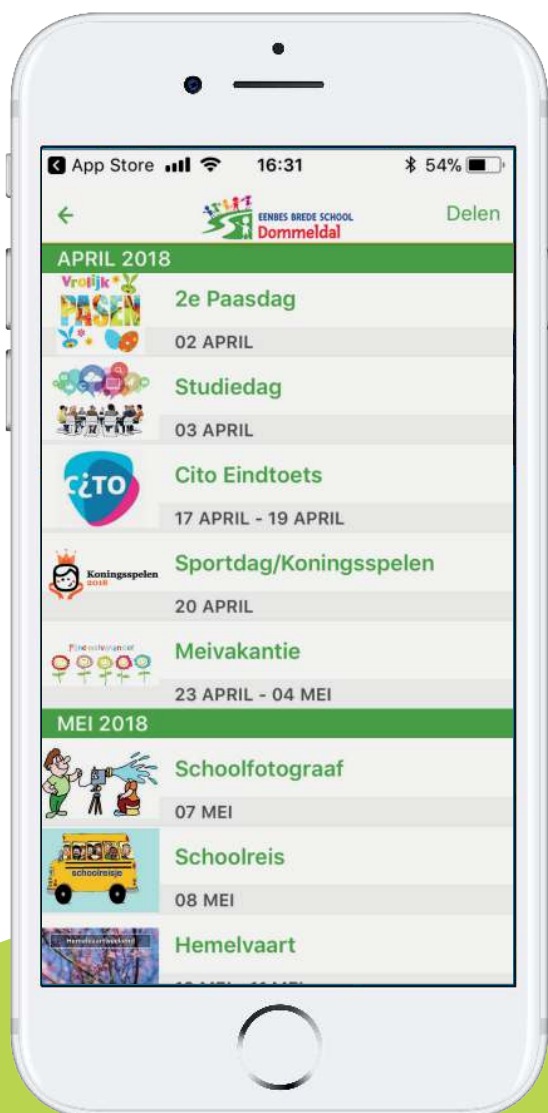 App Store 16:31 54%
EENBES BREDE SCHOOL
Dommeldal
Delen
APRIL 2018
Vrolijk
PASEN
2e Paasdag
02 APRIL
Studiedag
03 APRIL
CiTO
Cito Eindtoets
17 APRIL - 19 APRIL
Koningsspelen
2018
Sportdag/Koningsspelen
20 APRIL
Meivakantie
23 APRIL - 04 MEI
MEI 2018
Schoolfotograaf
07 MEI
schoolreisje
Schoolreis
08 MEI
Hemelvaart